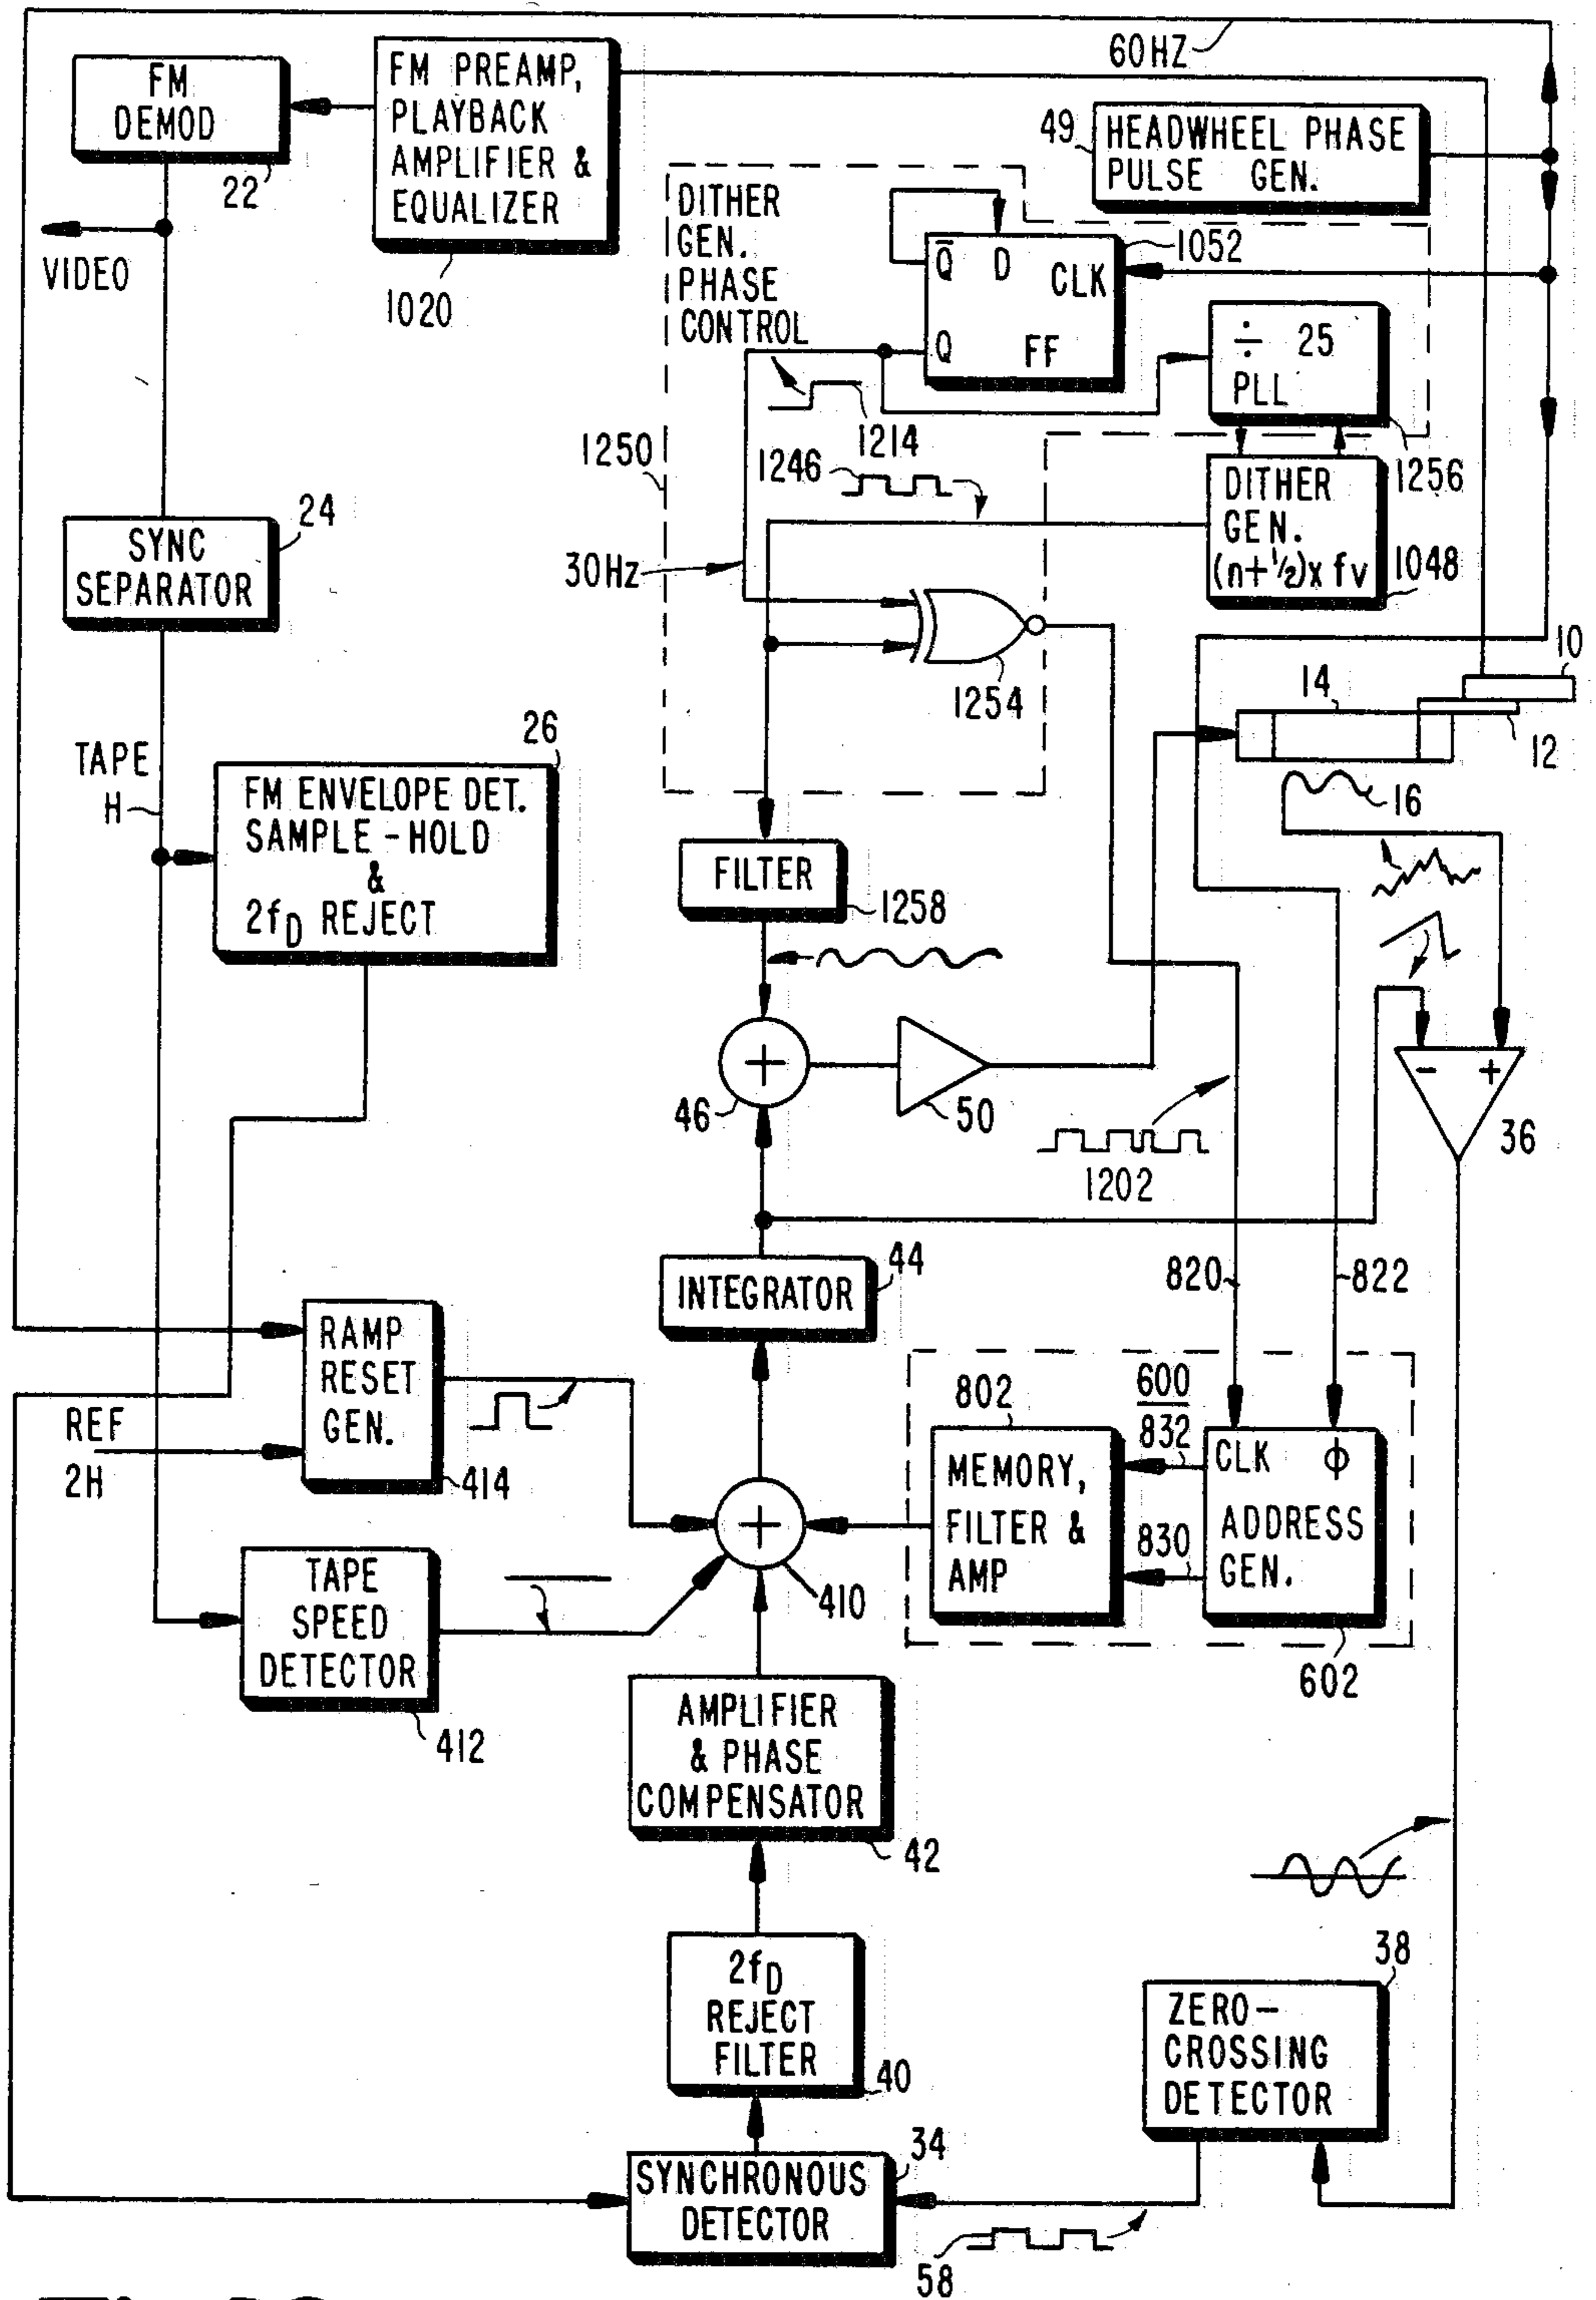 60HZ
FM
DEMOD
22
FM PREAMP,
PLAYBACK
AMPLIFIER &
EQUALIZER
1020
VIDEO
49
HEADWHEEL PHASE
PULSE GEN.
DITHER
GEN.
PHASE
CONTROL
Q̅ D
CLK
Q FF
1052
÷ 25
PLL
1256
1214
1250
1246
DITHER
GEN.
(n+½)x fv
1048
30Hz
1254
24
SYNC
SEPARATOR
10
14
12
16
TAPE
H
26
FM ENVELOPE DET.
SAMPLE-HOLD
&
2fD REJECT
FILTER
1258
+
46
50
- +
36
1202
44
INTEGRATOR
820
822
RAMP
RESET
GEN.
414
REF
2H
802
600
832
830
MEMORY,
FILTER &
AMP
CLK ϕ
ADDRESS
GEN.
602
+
410
TAPE
SPEED
DETECTOR
412
AMPLIFIER
& PHASE
COMPENSATOR
42
2fD
REJECT
FILTER
40
38
ZERO-
CROSSING
DETECTOR
34
SYNCHRONOUS
DETECTOR
58